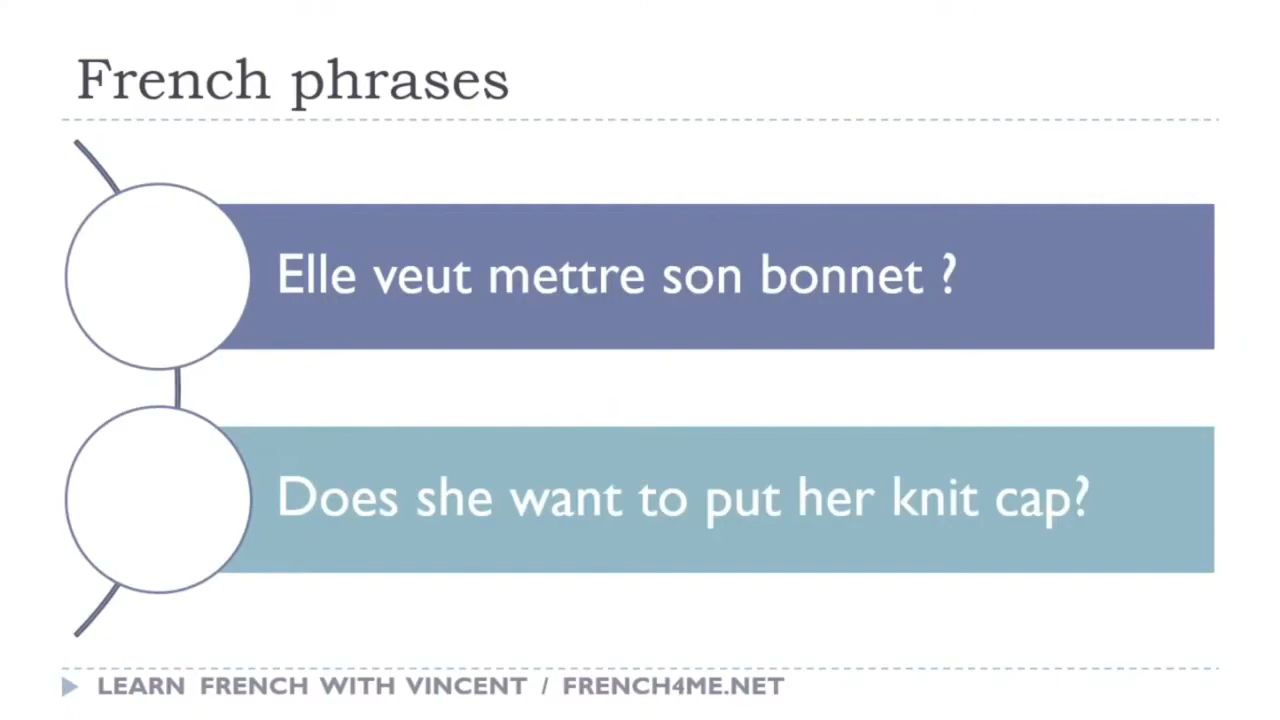 French phrases
Elle veut mettre son bonnet ?
Does she want to put her knit cap?
LEARN FRENCH WITH VINCENT / FRENCH4ME.NET